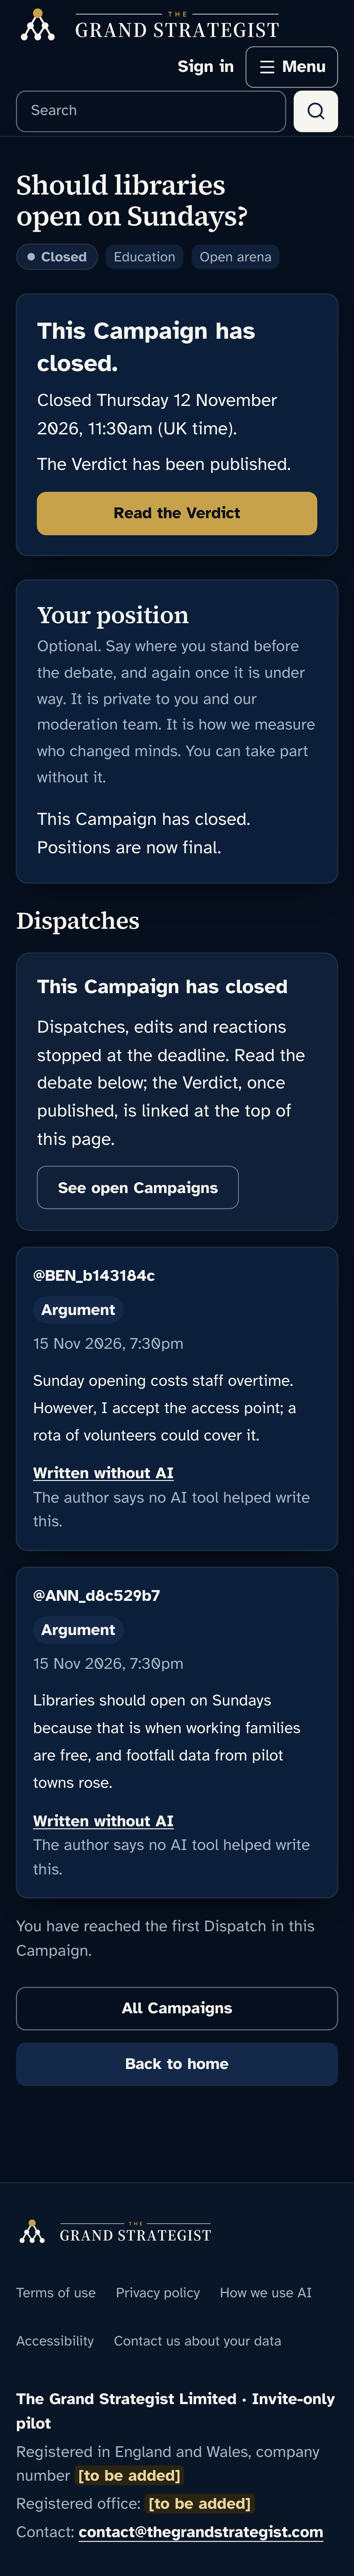 THE
GRAND STRATEGIST
Sign in
Menu
Search
Should libraries
open on Sundays?
Closed
Education
Open arena
This Campaign has
closed.
Closed Thursday 12 November
2026, 11:30am (UK time).
The Verdict has been published.
Read the Verdict
Your position
Optional. Say where you stand before
the debate, and again once it is under
way. It is private to you and our
moderation team. It is how we measure
who changed minds. You can take part
without it.
This Campaign has closed.
Positions are now final.
Dispatches
This Campaign has closed
Dispatches, edits and reactions
stopped at the deadline. Read the
debate below; the Verdict, once
published, is linked at the top of
this page.
See open Campaigns
@BEN_b143184c
Argument
15 Nov 2026, 7:30pm
Sunday opening costs staff overtime.
However, I accept the access point; a
rota of volunteers could cover it.
Written without AI
The author says no AI tool helped write
this.
@ANN_d8c529b7
Argument
15 Nov 2026, 7:30pm
Libraries should open on Sundays
because that is when working families
are free, and footfall data from pilot
towns rose.
Written without AI
The author says no AI tool helped write
this.
You have reached the first Dispatch in this
Campaign.
All Campaigns
Back to home
THE
GRAND STRATEGIST
Terms of use
Privacy policy
How we use AI
Accessibility
Contact us about your data
The Grand Strategist Limited · Invite-only
pilot
Registered in England and Wales, company
number [to be added]
Registered office: [to be added]
Contact: contact@thegrandstrategist.com